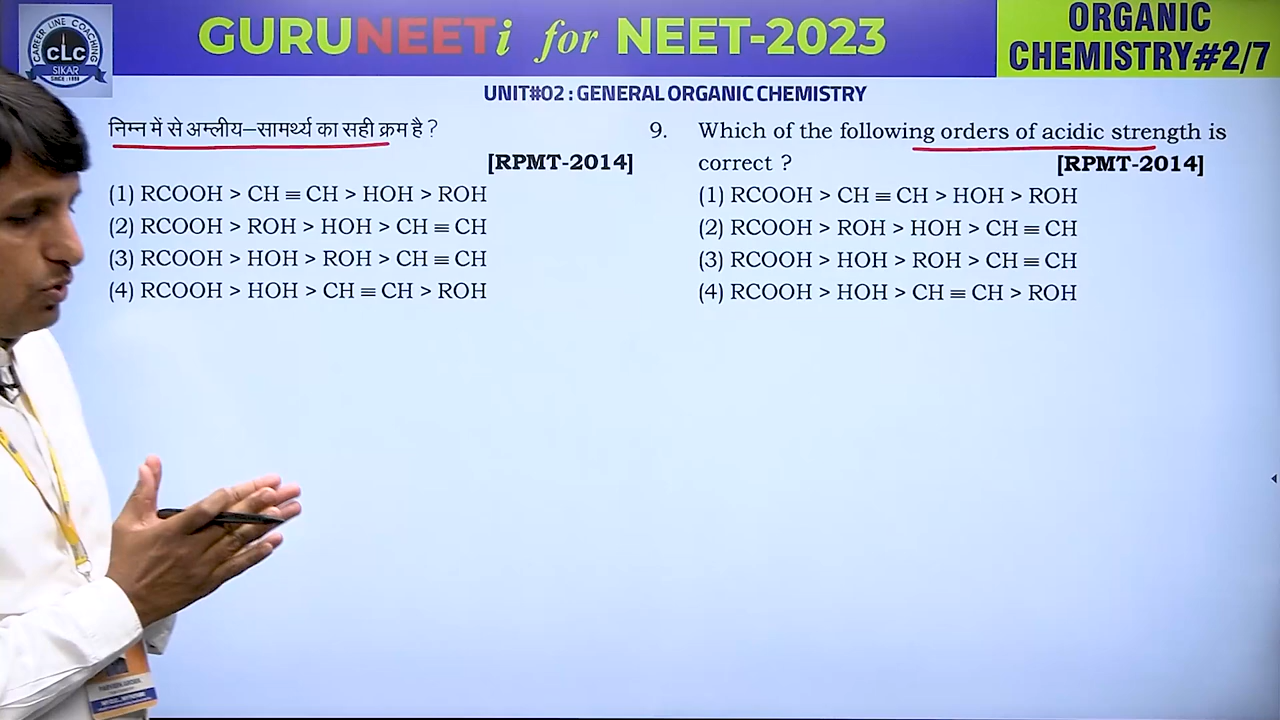 CAREER LINE COACHING
CLC
SIKAR
SINCE : 1996
GURUNEETi for NEET-2023
ORGANIC
CHEMISTRY#2/7
UNIT#02 : GENERAL ORGANIC CHEMISTRY
निम्न में से अम्लीय–सामर्थ्य का सही क्रम है ?
[RPMT-2014]
(1) RCOOH > CH ≡ CH > HOH > ROH
(2) RCOOH > ROH > HOH > CH ≡ CH
(3) RCOOH > HOH > ROH > CH ≡ CH
(4) RCOOH > HOH > CH ≡ CH > ROH
9. Which of the following orders of acidic strength is
correct ? [RPMT-2014]
(1) RCOOH > CH ≡ CH > HOH > ROH
(2) RCOOH > ROH > HOH > CH ≡ CH
(3) RCOOH > HOH > ROH > CH ≡ CH
(4) RCOOH > HOH > CH ≡ CH > ROH